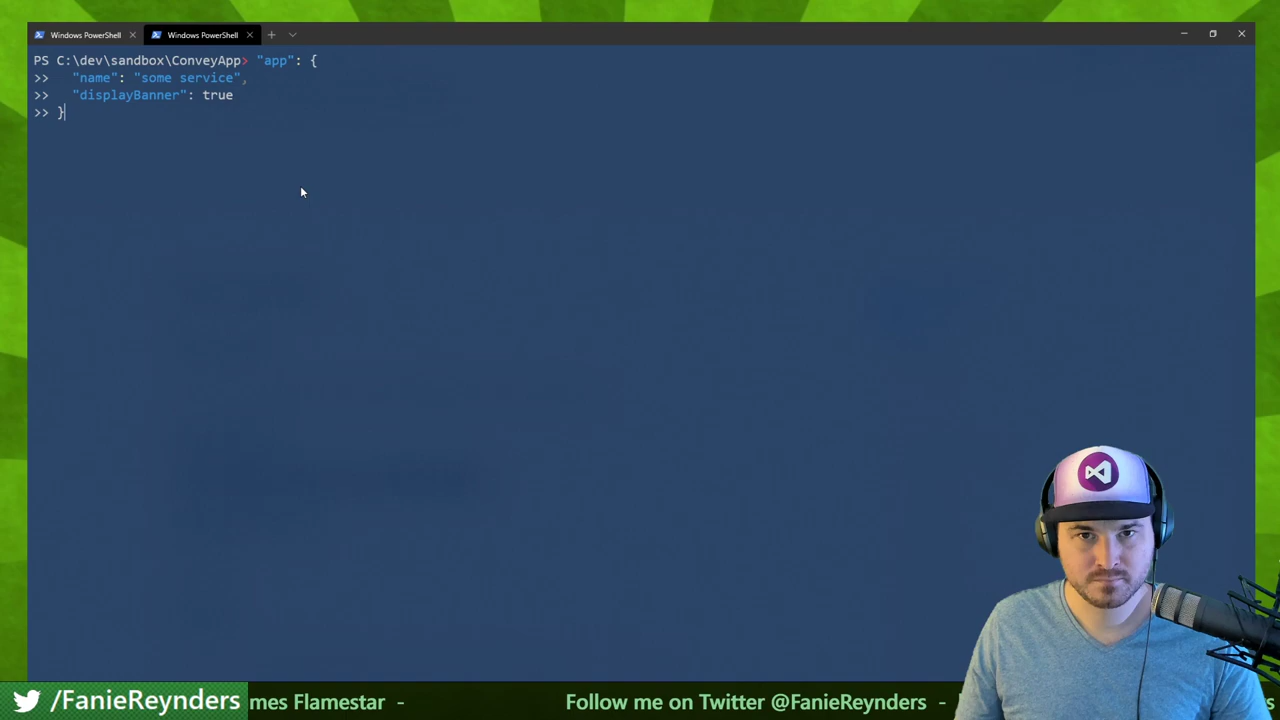 Windows PowerShell
Windows PowerShell
PS C:\dev\sandbox\ConveyApp> "app": {
>>   "name": "some service",
>>   "displayBanner": true
>> }
/FanieReynders
mes Flamestar  -
Follow me on Twitter @FanieReynders  -